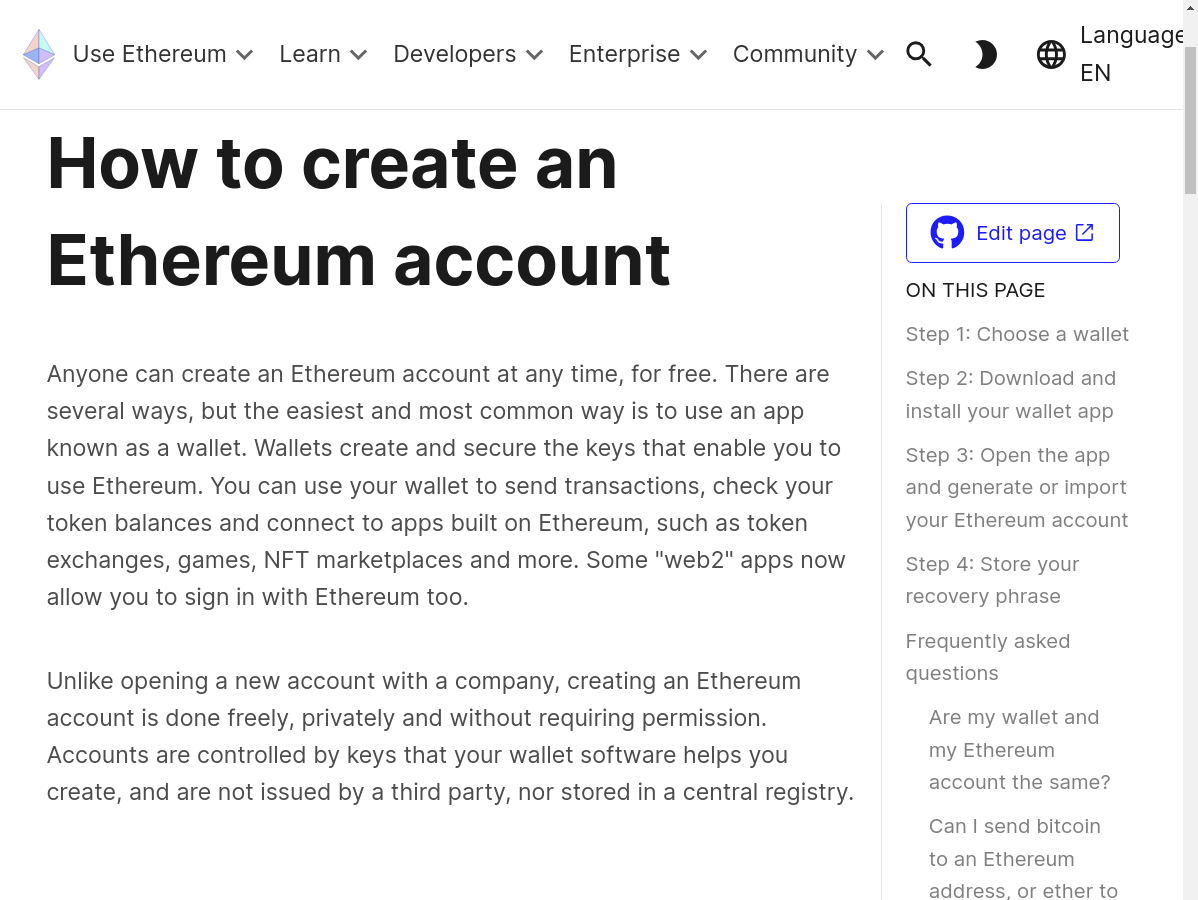 Use Ethereum
Learn
Developers
Enterprise
Community
Language
EN
How to create an
Ethereum account
Anyone can create an Ethereum account at any time, for free. There are
several ways, but the easiest and most common way is to use an app
known as a wallet. Wallets create and secure the keys that enable you to
use Ethereum. You can use your wallet to send transactions, check your
token balances and connect to apps built on Ethereum, such as token
exchanges, games, NFT marketplaces and more. Some "web2" apps now
allow you to sign in with Ethereum too.
Unlike opening a new account with a company, creating an Ethereum
account is done freely, privately and without requiring permission.
Accounts are controlled by keys that your wallet software helps you
create, and are not issued by a third party, nor stored in a central registry.
Edit page
ON THIS PAGE
Step 1: Choose a wallet
Step 2: Download and
install your wallet app
Step 3: Open the app
and generate or import
your Ethereum account
Step 4: Store your
recovery phrase
Frequently asked
questions
Are my wallet and
my Ethereum
account the same?
Can I send bitcoin
to an Ethereum
address, or ether to